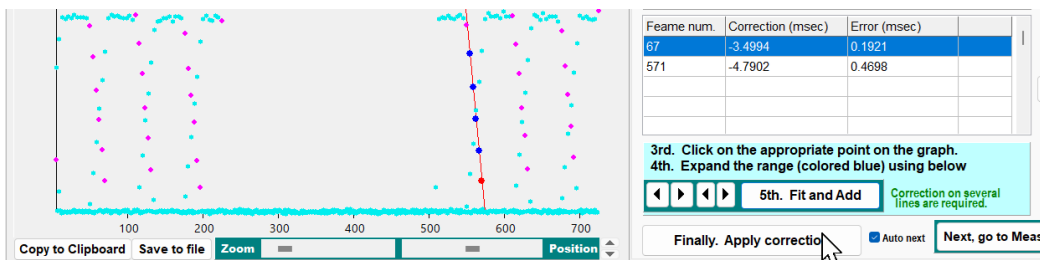 Feame num. Correction (msec) Error (msec)
67 -3.4994 0.1921
571 -4.7902 0.4698
3rd. Click on the appropriate point on the graph.
4th. Expand the range (colored blue) using below
5th. Fit and Add
Correction on several
lines are required.
100 200 300 400 500 600 700
Copy to Clipboard Save to file Zoom Position
Finally. Apply correctio
Auto next
Next, go to Meas